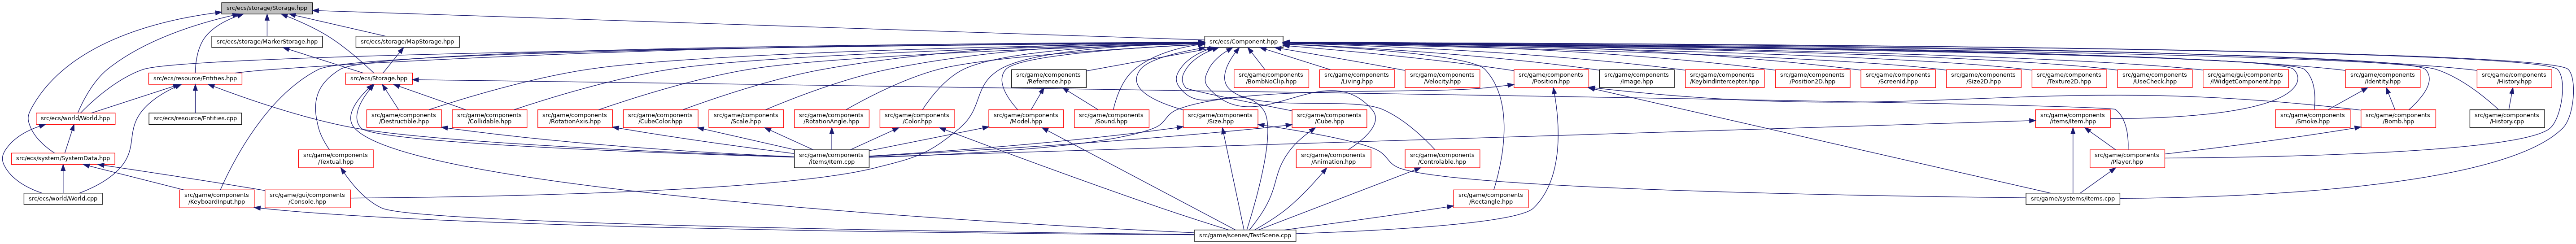 src/ecs/storage/Storage.hpp
src/ecs/storage/MarkerStorage.hpp
src/ecs/storage/MapStorage.hpp
src/ecs/Component.hpp
src/ecs/resource/Entities.hpp
src/ecs/Storage.hpp
src/game/components
/Reference.hpp
src/game/components
/BombNoClip.hpp
src/game/components
/Living.hpp
src/game/components
/Velocity.hpp
src/game/components
/Position.hpp
src/game/components
/Image.hpp
src/game/components
/KeybindIntercepter.hpp
src/game/components
/Position2D.hpp
src/game/components
/ScreenId.hpp
src/game/components
/Size2D.hpp
src/game/components
/Texture2D.hpp
src/game/components
/UseCheck.hpp
src/game/gui/components
/IWidgetComponent.hpp
src/game/components
/Identity.hpp
src/game/components
/History.hpp
src/ecs/world/World.hpp
src/ecs/resource/Entities.cpp
src/game/components
/Destructible.hpp
src/game/components
/Collidable.hpp
src/game/components
/RotationAxis.hpp
src/game/components
/CubeColor.hpp
src/game/components
/Scale.hpp
src/game/components
/RotationAngle.hpp
src/game/components
/Color.hpp
src/game/components
/Model.hpp
src/game/components
/Sound.hpp
src/game/components
/Size.hpp
src/game/components
/Cube.hpp
src/game/components
/items/Item.hpp
src/game/components
/Smoke.hpp
src/game/components
/Bomb.hpp
src/game/components
/History.cpp
src/ecs/system/SystemData.hpp
src/game/components
/Textual.hpp
src/game/components
/items/Item.cpp
src/game/components
/Animation.hpp
src/game/components
/Controlable.hpp
src/game/components
/Player.hpp
src/ecs/world/World.cpp
src/game/components
/KeyboardInput.hpp
src/game/gui/components
/Console.hpp
src/game/components
/Rectangle.hpp
src/game/systems/Items.cpp
src/game/scenes/TestScene.cpp